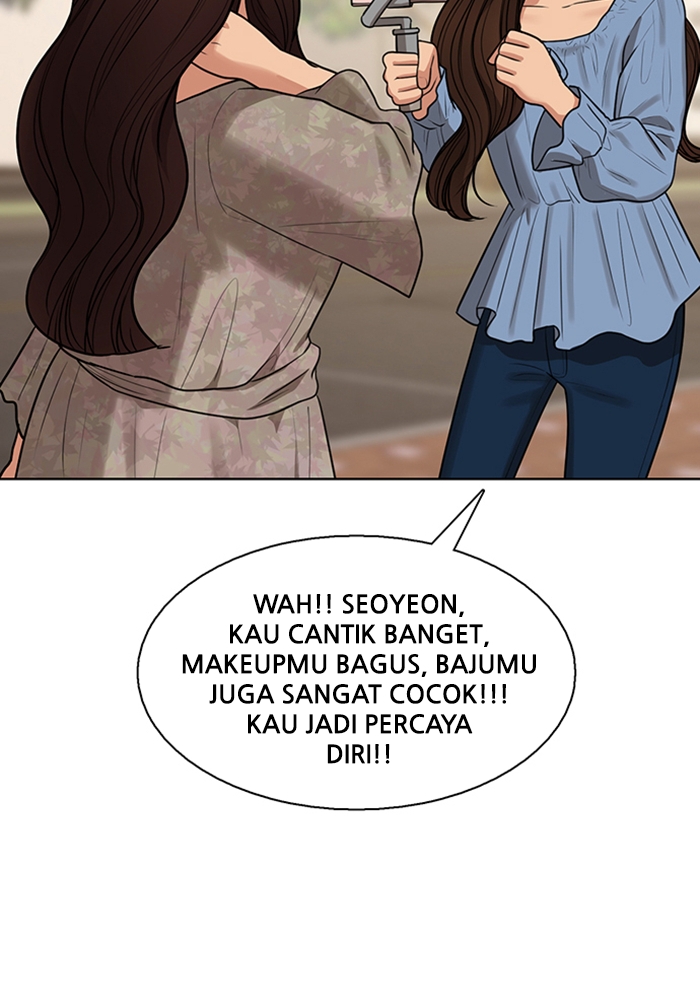 WAH!! SEOYEON,
KAU CANTIK BANGET,
MAKEUPMU BAGUS, BAJUMU
JUGA SANGAT COCOK!!!
KAU JADI PERCAYA
DIRI!!